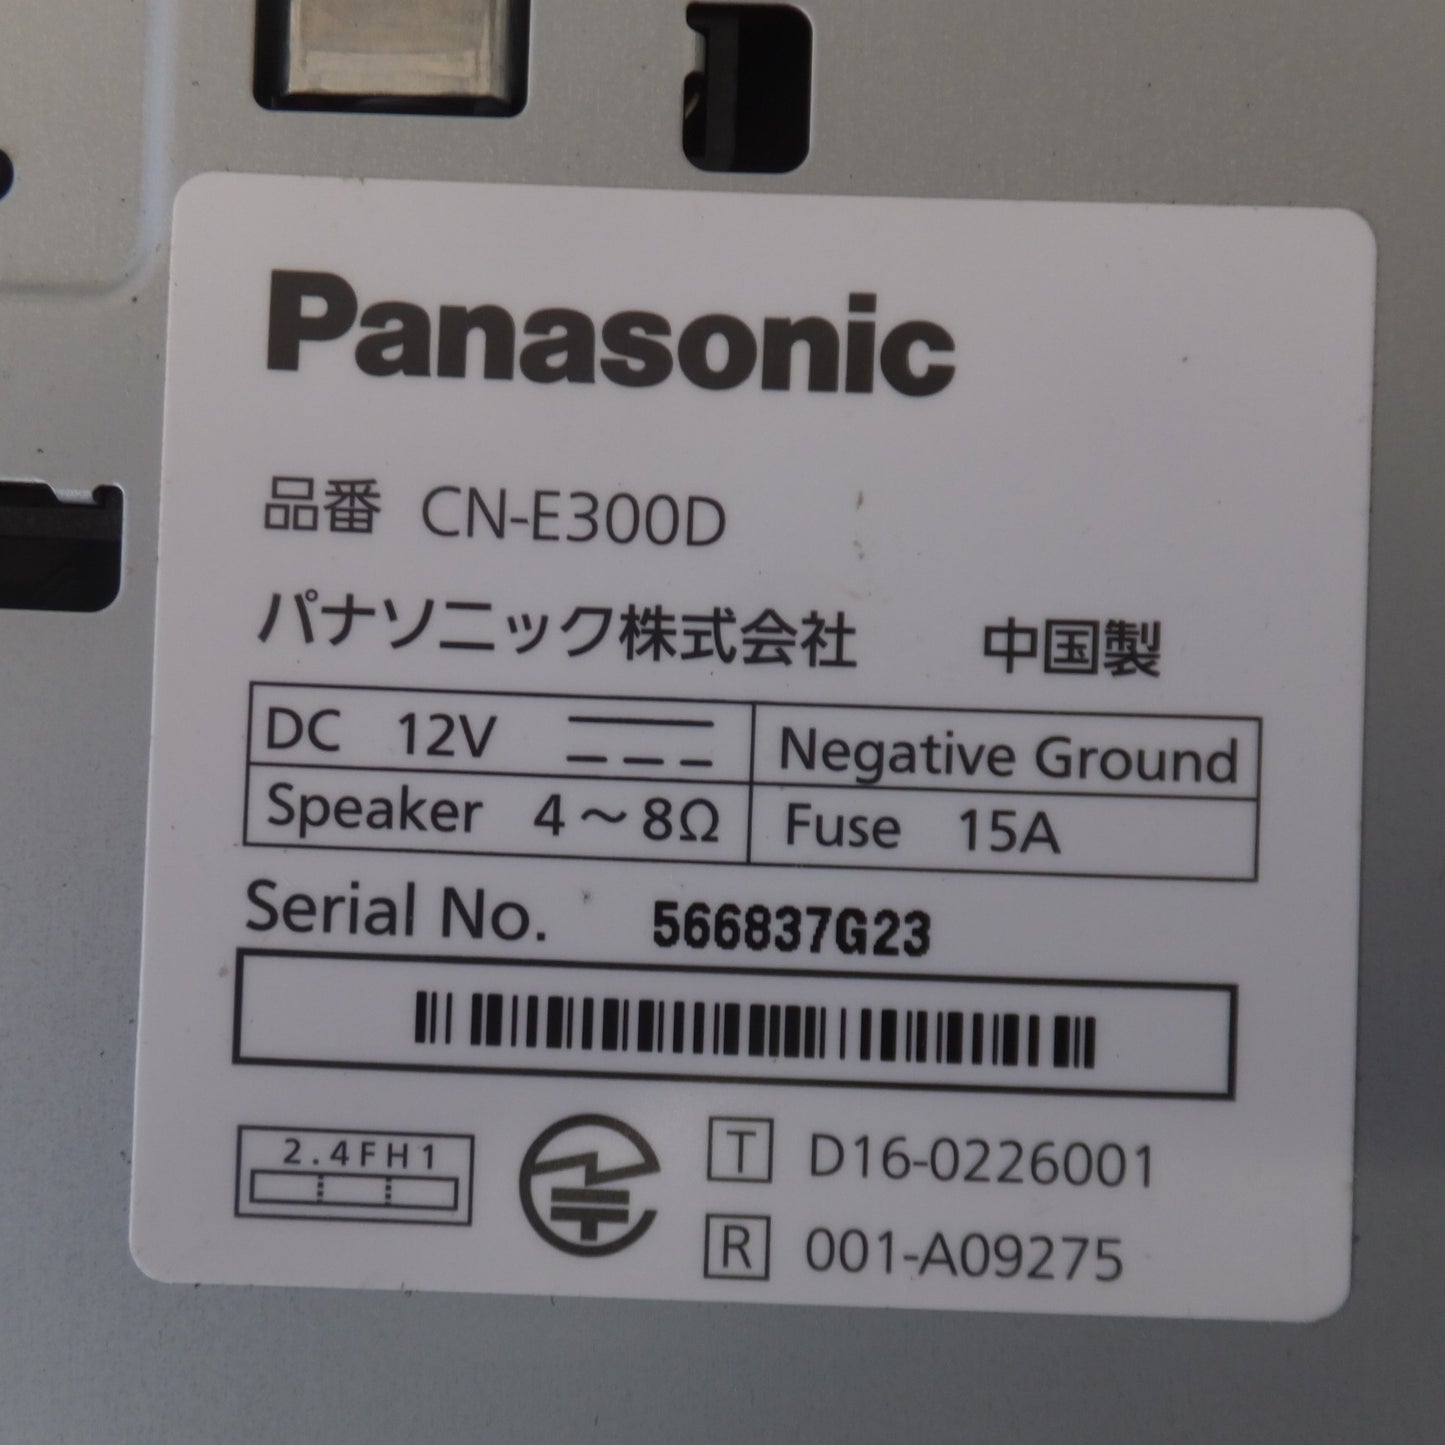 Panasonic
品番 CN-E300D
パナソニック株式会社 中国製
DC 12V Negative Ground
Speaker 4～8Ω Fuse 15A
Serial No. 566837G23
2.4FH1
T D16-0226001
R 001-A09275